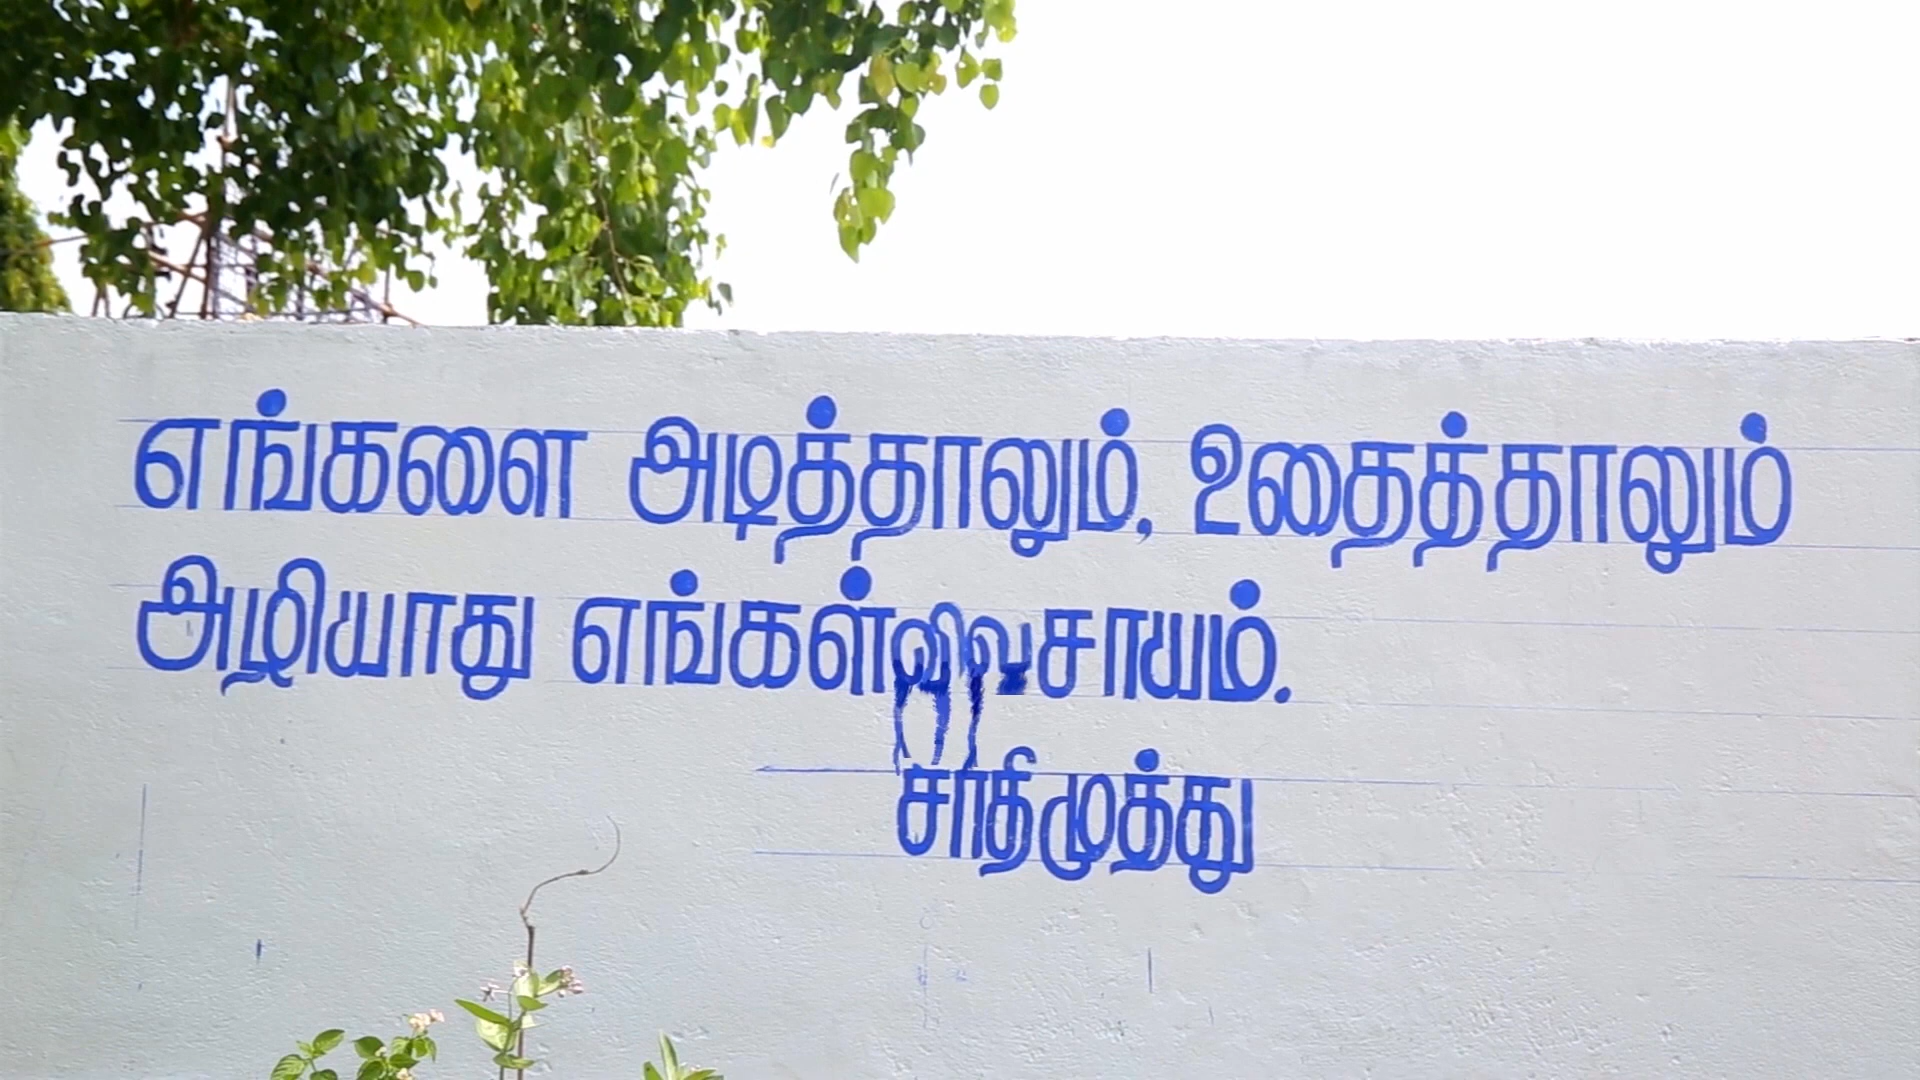 எங்களை அடித்தாலும், உதைத்தாலும்
அழியாது எங்கள் விவசாயம்.
சாதிமுத்து